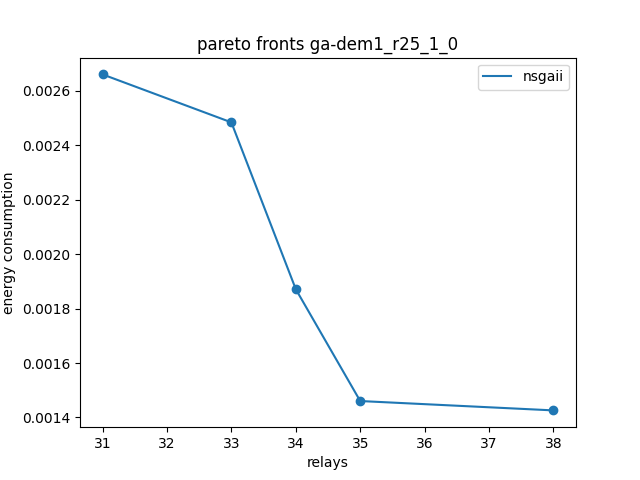 pareto fronts ga-dem1_r25_1_0
nsgaii
0.0026
0.0024
0.0022
0.0020
0.0018
0.0016
0.0014
energy consumption
31 32 33 34 35 36 37 38
relays